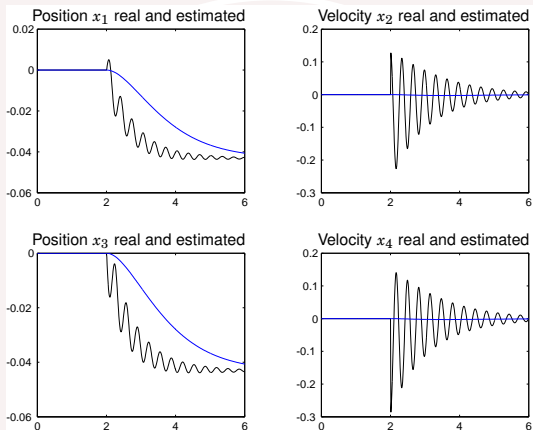 Position x₁ real and estimated
0.02
0
-0.02
-0.04
-0.06
0 2 4 6
Velocity x₂ real and estimated
0.2
0.1
0
-0.1
-0.2
-0.3
0 2 4 6
Position x₃ real and estimated
0
-0.02
-0.04
-0.06
0 2 4 6
Velocity x₄ real and estimated
0.2
0.1
0
-0.1
-0.2
-0.3
0 2 4 6